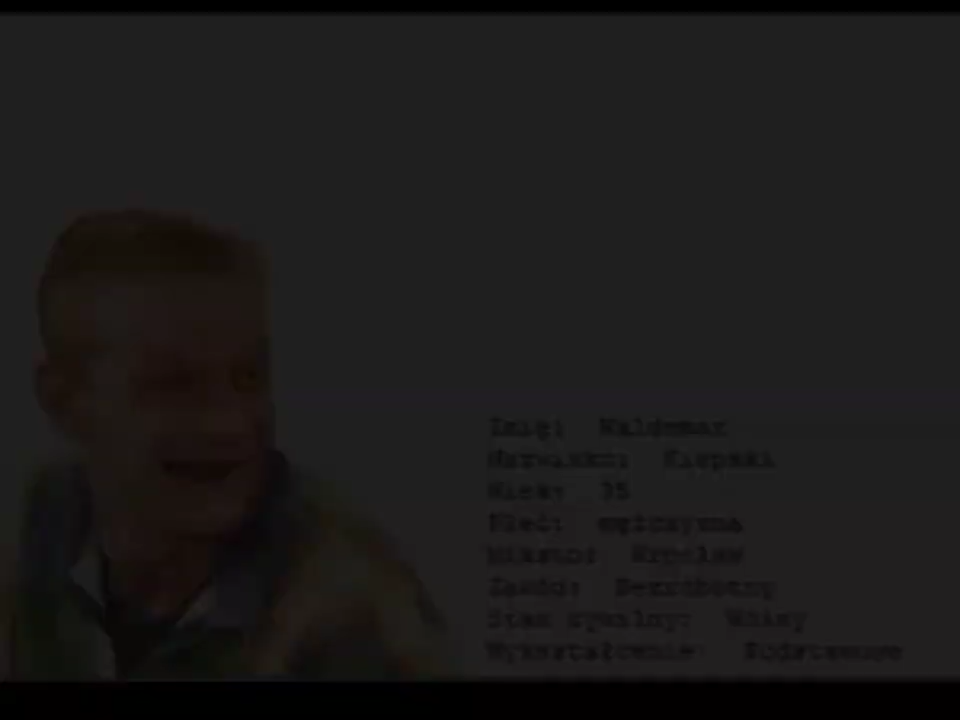 Imię: Waldemar
Nazwisko: Kiepski
Wiek: 35
Płeć: mężczyzna
Miasto: Wrocław
Zawód: Bezrobotny
Stan cywilny: Wolny
Wykształcenie: Podstawowe